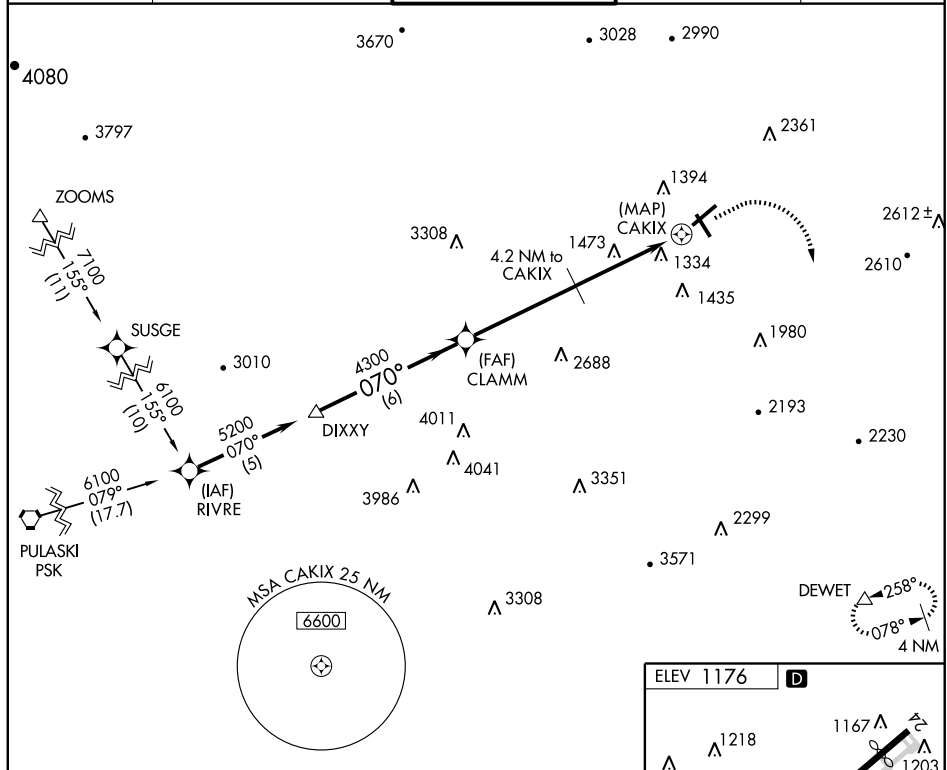 3670
3028
2990
4080
3797
2361
ZOOMS
1394
(MAP)
CAKIX
2612 ±
3308
1473
4.2 NM to
CAKIX
1334
2610
7100
155°
(11)
1435
SUSGE
1980
3010
4300
070°
(6)
(FAF)
CLAMM
2688
6100
155°
(10)
DIXXY
2193
5200
070°
(5)
4011
2230
4041
6100
079°
(17.7)
(IAF)
RIVRE
3986
3351
PULASKI
PSK
2299
3571
MSA CAKIX 25 NM
6600
3308
DEWET
258°
078°
4 NM
ELEV 1176
D
1167
24
1218
1203